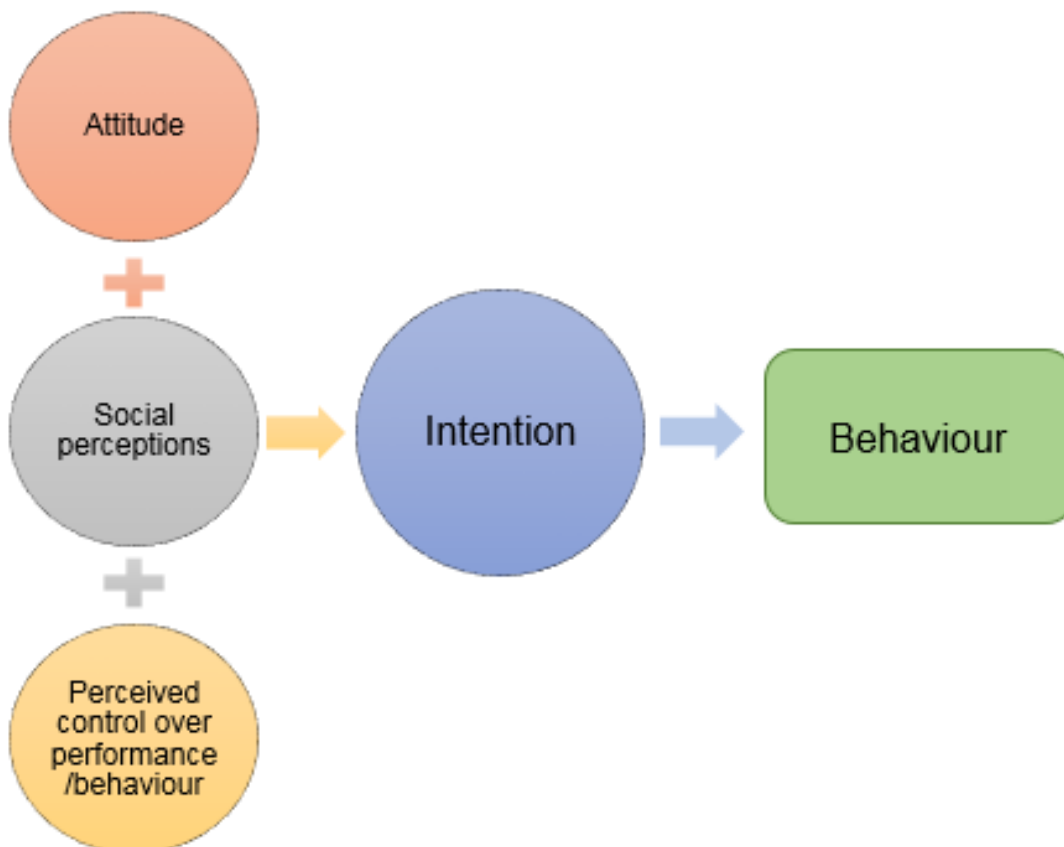 Attitude
Social
perceptions
Intention
Behaviour
Perceived
control over
performance
/behaviour